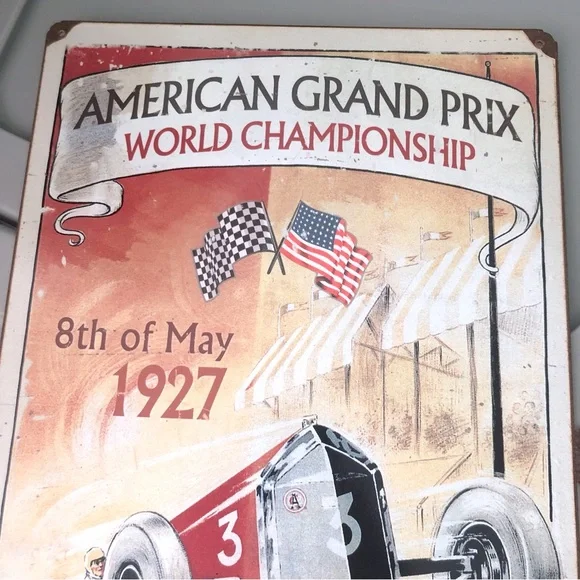 AMERICAN GRAND PRIX
WORLD CHAMPIONSHIP
8th of May
1927
3
3